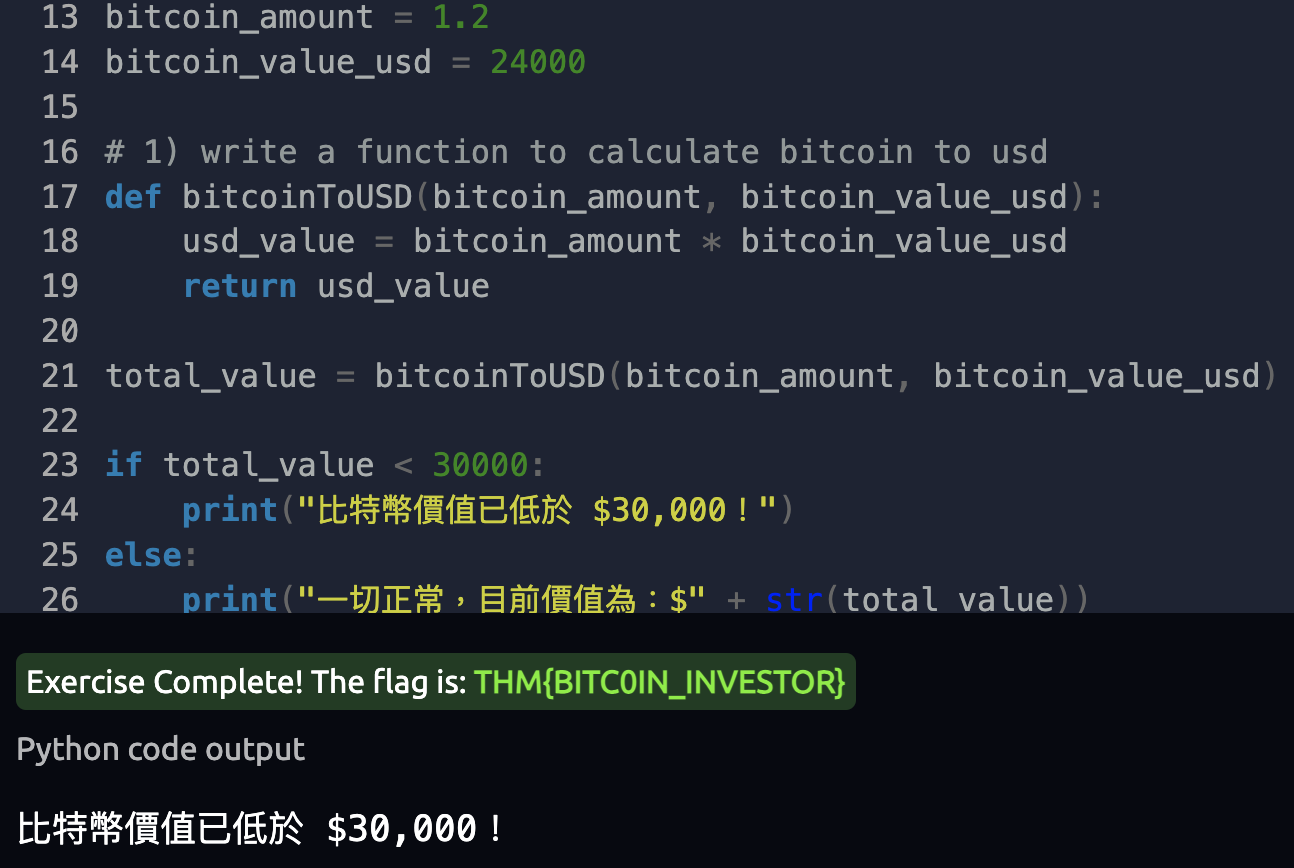 13 bitcoin_amount = 1.2
14 bitcoin_value_usd = 24000
15
16 # 1) write a function to calculate bitcoin to usd
17 def bitcoinToUSD(bitcoin_amount, bitcoin_value_usd):
18     usd_value = bitcoin_amount * bitcoin_value_usd
19     return usd_value
20
21 total_value = bitcoinToUSD(bitcoin_amount, bitcoin_value_usd)
22
23 if total_value < 30000:
24     print("比特幣價值已低於 $30,000！")
25 else:
26     print("一切正常，目前價值為：$" + str(total_value))
Exercise Complete! The flag is: THM{BITC0IN_INVESTOR}
Python code output
比特幣價值已低於 $30,000！